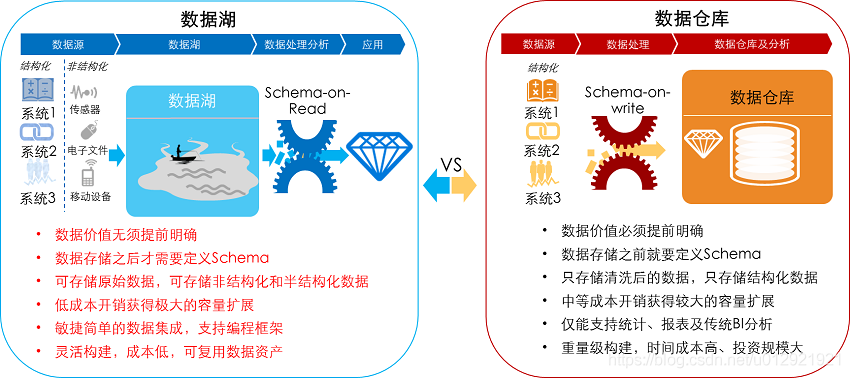 数据湖
数据源
数据湖
数据处理分析
应用
结构化
非结构化
系统1
系统2
系统3
传感器
电子文件
移动设备
数据湖
Schema-on-
Read
数据价值无须提前明确
数据存储之后才需要定义Schema
可存储原始数据，可存储非结构化和半结构化数据
低成本开销获得极大的容量扩展
敏捷简单的数据集成，支持编程框架
灵活构建，成本低，可复用数据资产
VS
数据仓库
数据源
数据处理
数据仓库及分析
结构化
系统1
系统2
系统3
Schema-on-
write
数据仓库
数据价值必须提前明确
数据存储之前就要定义Schema
只存储清洗后的数据，只存储结构化数据
中等成本开销获得较大的容量扩展
仅能支持统计、报表及传统BI分析
重量级构建，时间成本高、投资规模大